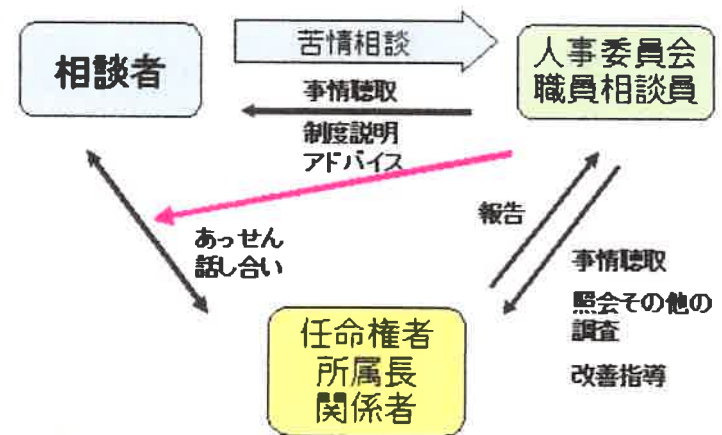 相談者
苦情相談
人事委員会
職員相談員
事情聴取
制度説明
アドバイス
あっせん
話し合い
報告
事情聴取
照会その他の
調査
改善指導
任命権者
所属長
関係者